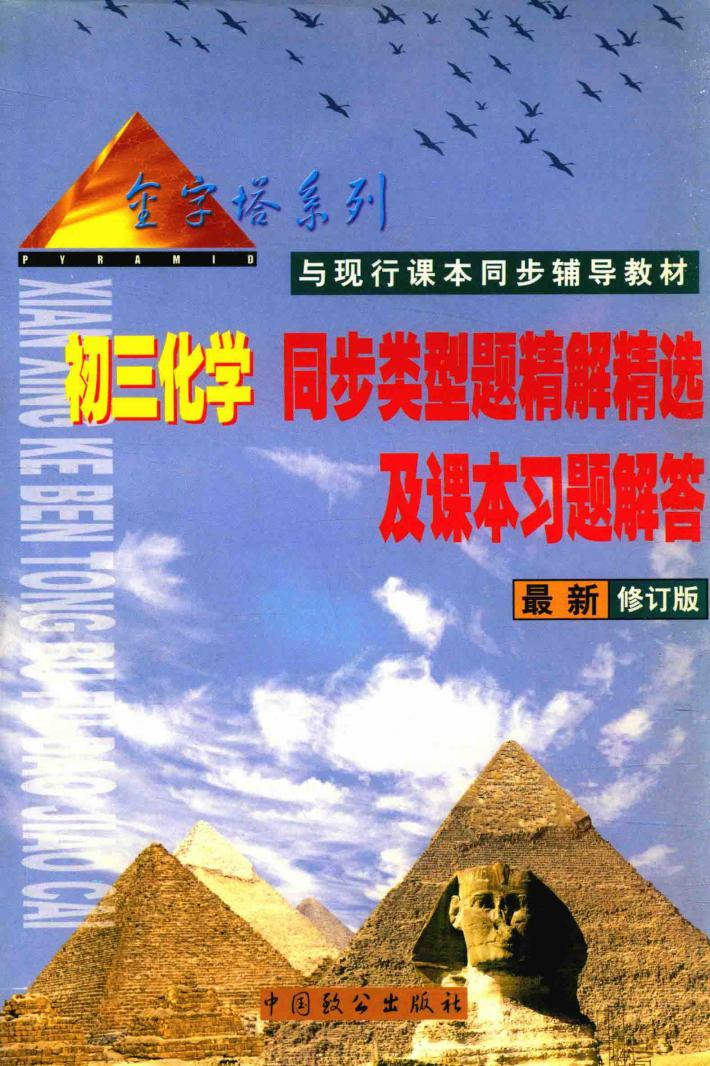 金字塔系列
PYRAMID
与现行课本同步辅导教材
初三化学 同步类型题精解精选
及课本习题解答
最新 修订版
XIAN XING KE BEN TONG BU FU DAO JIAO CAI
中国致公出版社